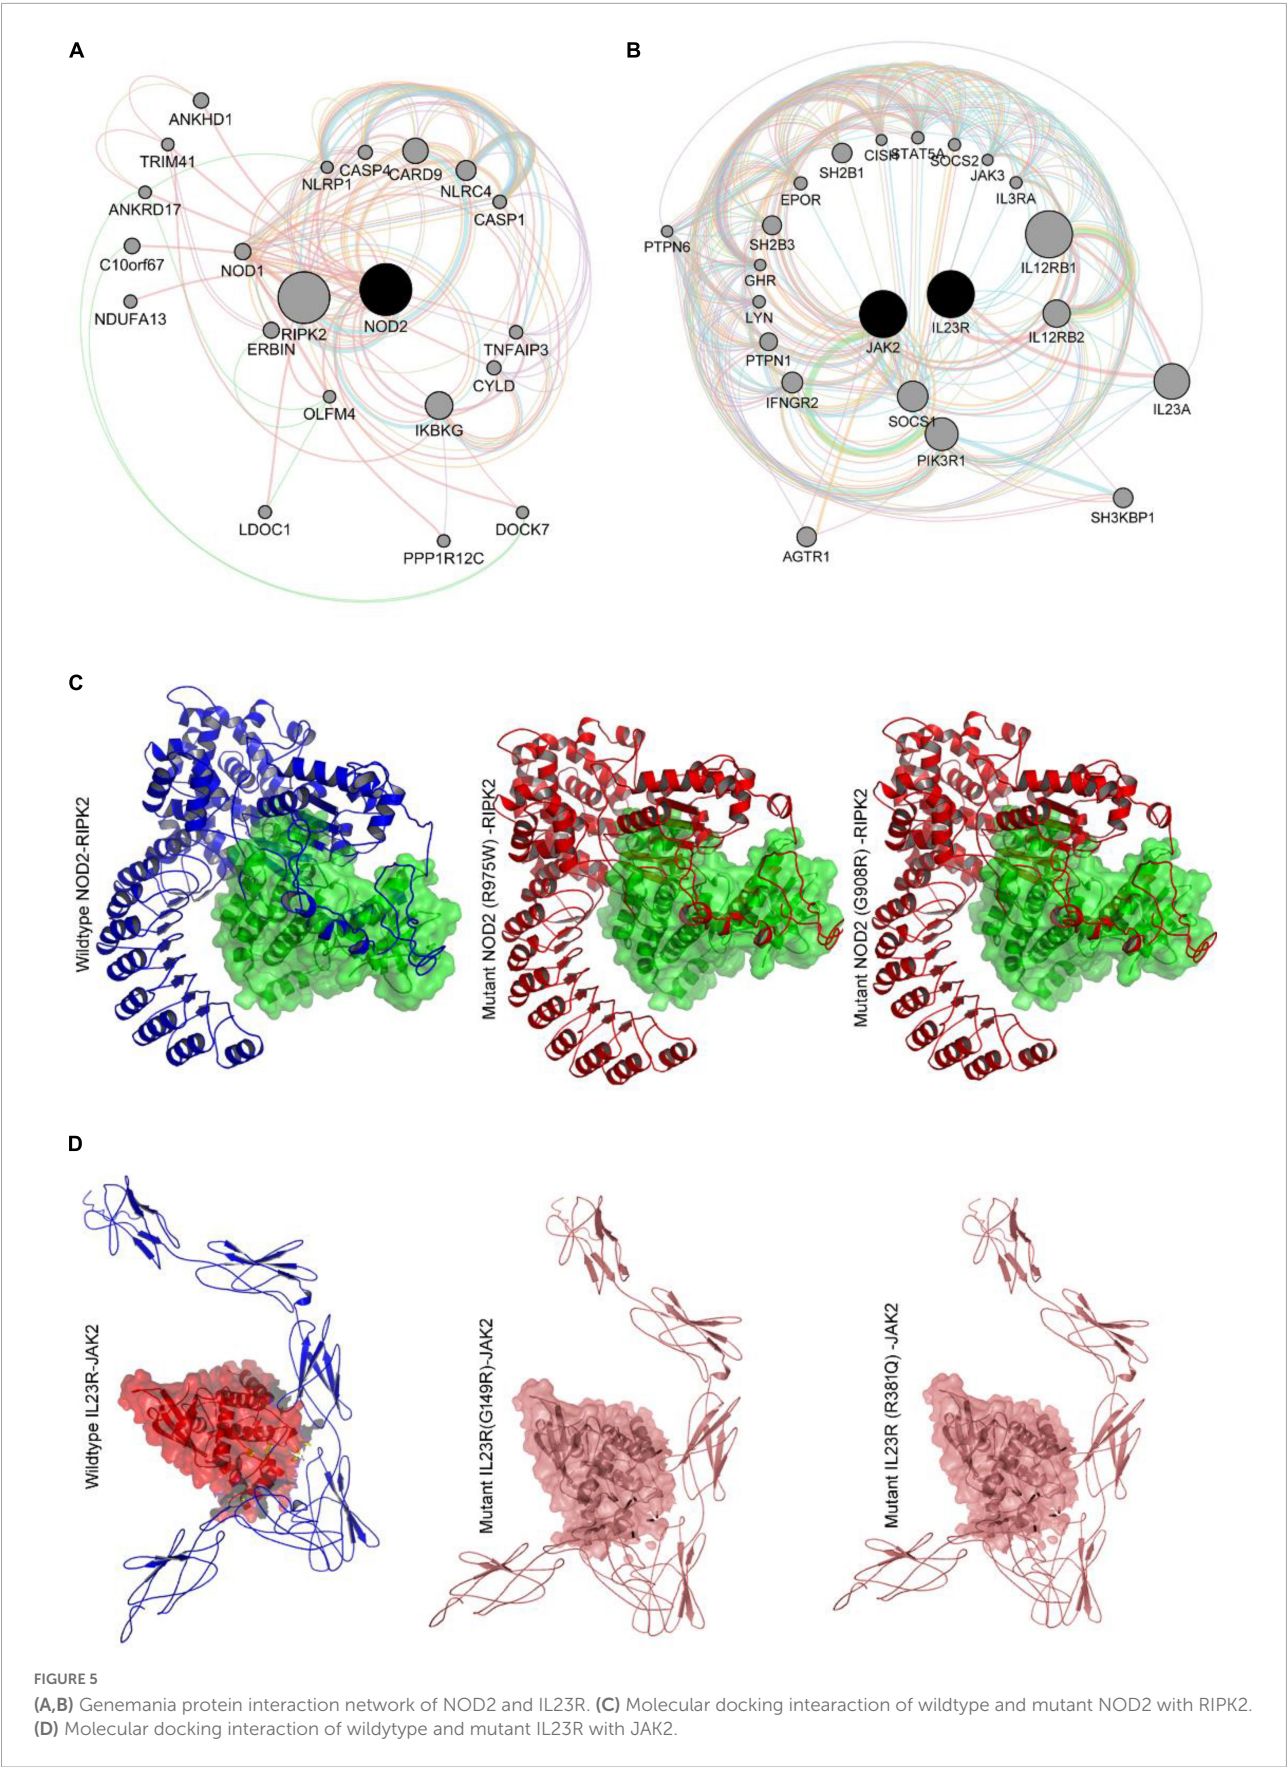 A
B
ANKHD1
TRIM41
ANKRD17
C10orf67
NDUFA13
NLRP1
CASP4
CARD9
NLRC4
CASP1
NOD1
RIPK2
NOD2
ERBIN
TNFAIP3
CYLD
OLFM4
IKBKG
LDOC1
DOCK7
PPP1R12C
SH2B1
CISH
STAT5A
SOCS2
JAK3
IL3RA
EPOR
PTPN6
SH2B3
GHR
LYN
PTPN1
IFNGR2
JAK2
IL23R
IL12RB1
IL12RB2
IL23A
SOCS1
PIK3R1
SH3KBP1
AGTR1
C
Wildtype NOD2-RIPK2
Mutant NOD2 (R975W) -RIPK2
Mutant NOD2 (G908R) -RIPK2
D
Wildtype IL23R-JAK2
Mutant IL23R(G149R)-JAK2
Mutant IL23R (R381Q) -JAK2
FIGURE 5
(A,B) Genemania protein interaction network of NOD2 and IL23R. (C) Molecular docking intearaction of wildtype and mutant NOD2 with RIPK2.
(D) Molecular docking interaction of wildytype and mutant IL23R with JAK2.